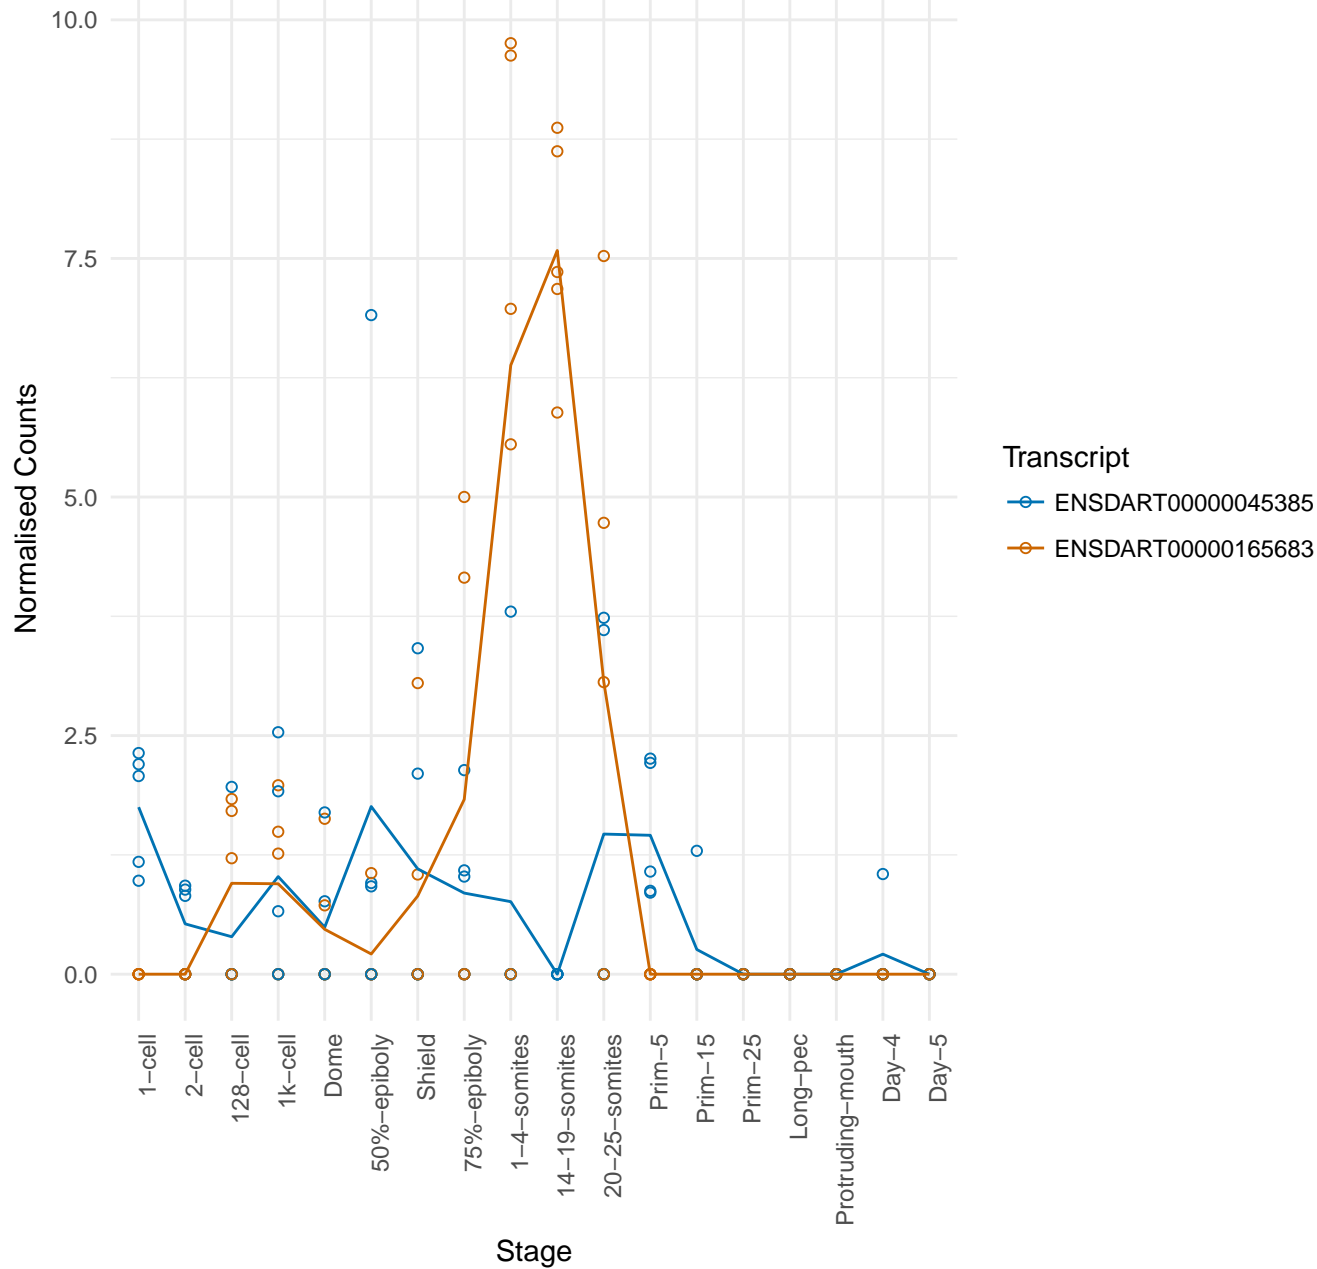 10.0
7.5
5.0
2.5
0.0
Normalised Counts
1−cell
2−cell
128−cell
1k−cell
Dome
50%−epiboly
Shield
75%−epiboly
1−4−somites
14−19−somites
20−25−somites
Prim−5
Prim−15
Prim−25
Long−pec
Protruding−mouth
Day−4
Day−5
Stage
Transcript
ENSDART00000045385
ENSDART00000165683